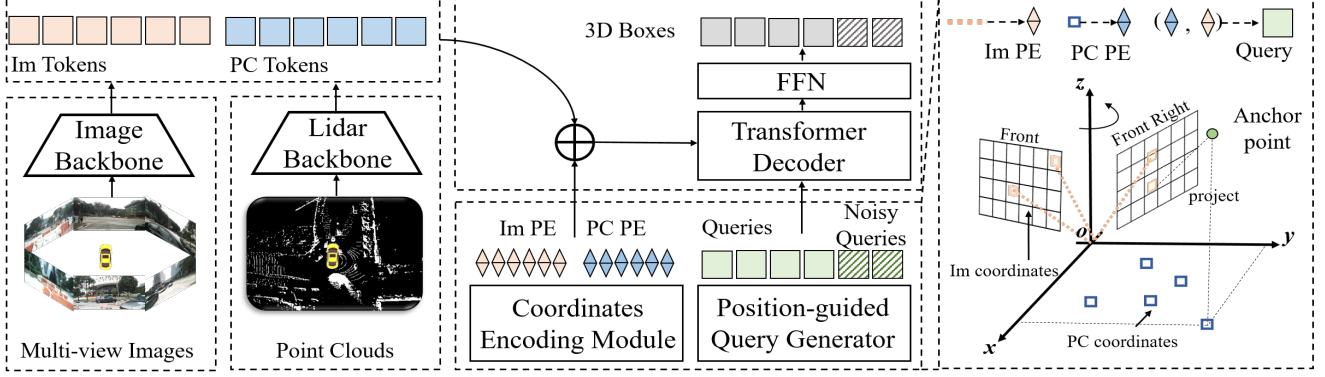 Im Tokens
PC Tokens
Image
Backbone
Lidar
Backbone
Multi-view Images
Point Clouds
3D Boxes
FFN
Transformer
Decoder
Im PE
PC PE
Queries
Noisy
Queries
Coordinates
Encoding Module
Position-guided
Query Generator
Im PE
PC PE
( , )
Query
z
Front
Front Right
Anchor
point
project
o
y
Im coordinates
x
PC coordinates